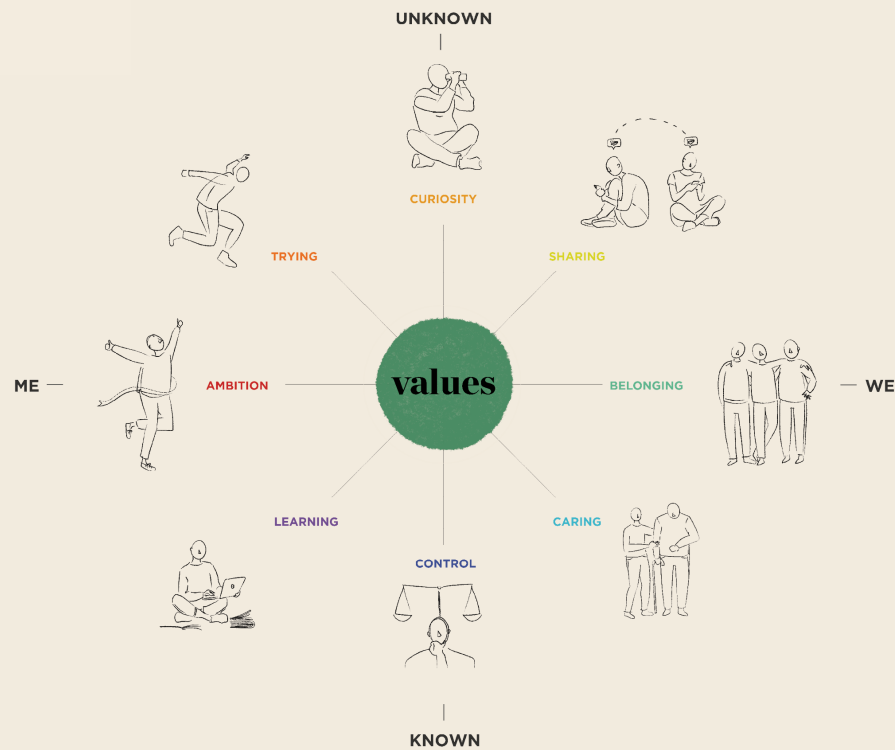 UNKNOWN
CURIOSITY
TRYING
SHARING
ME
AMBITION
values
BELONGING
WE
LEARNING
CARING
CONTROL
KNOWN